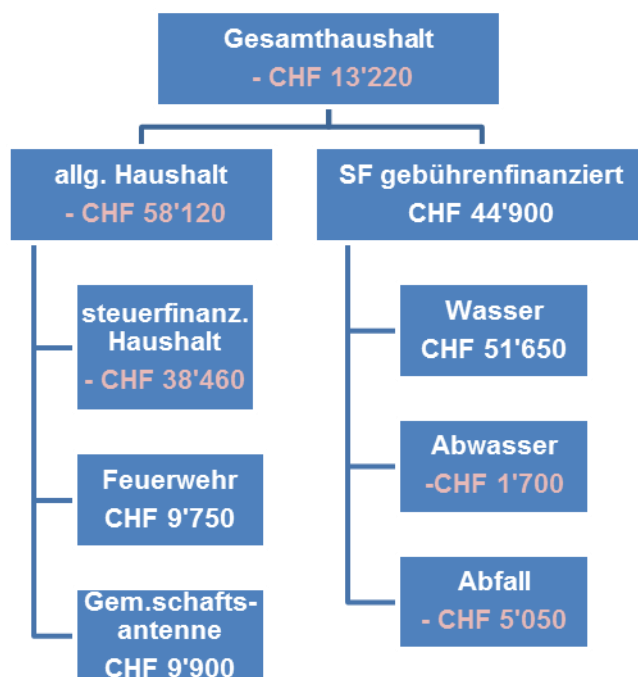 Gesamthaushalt
- CHF 13'220
allg. Haushalt
- CHF 58'120
SF gebührenfinanziert
CHF 44'900
steuerfinanz.
Haushalt
- CHF 38'460
Feuerwehr
CHF 9'750
Gem.schafts-
antenne
CHF 9'900
Wasser
CHF 51'650
Abwasser
-CHF 1'700
Abfall
- CHF 5'050